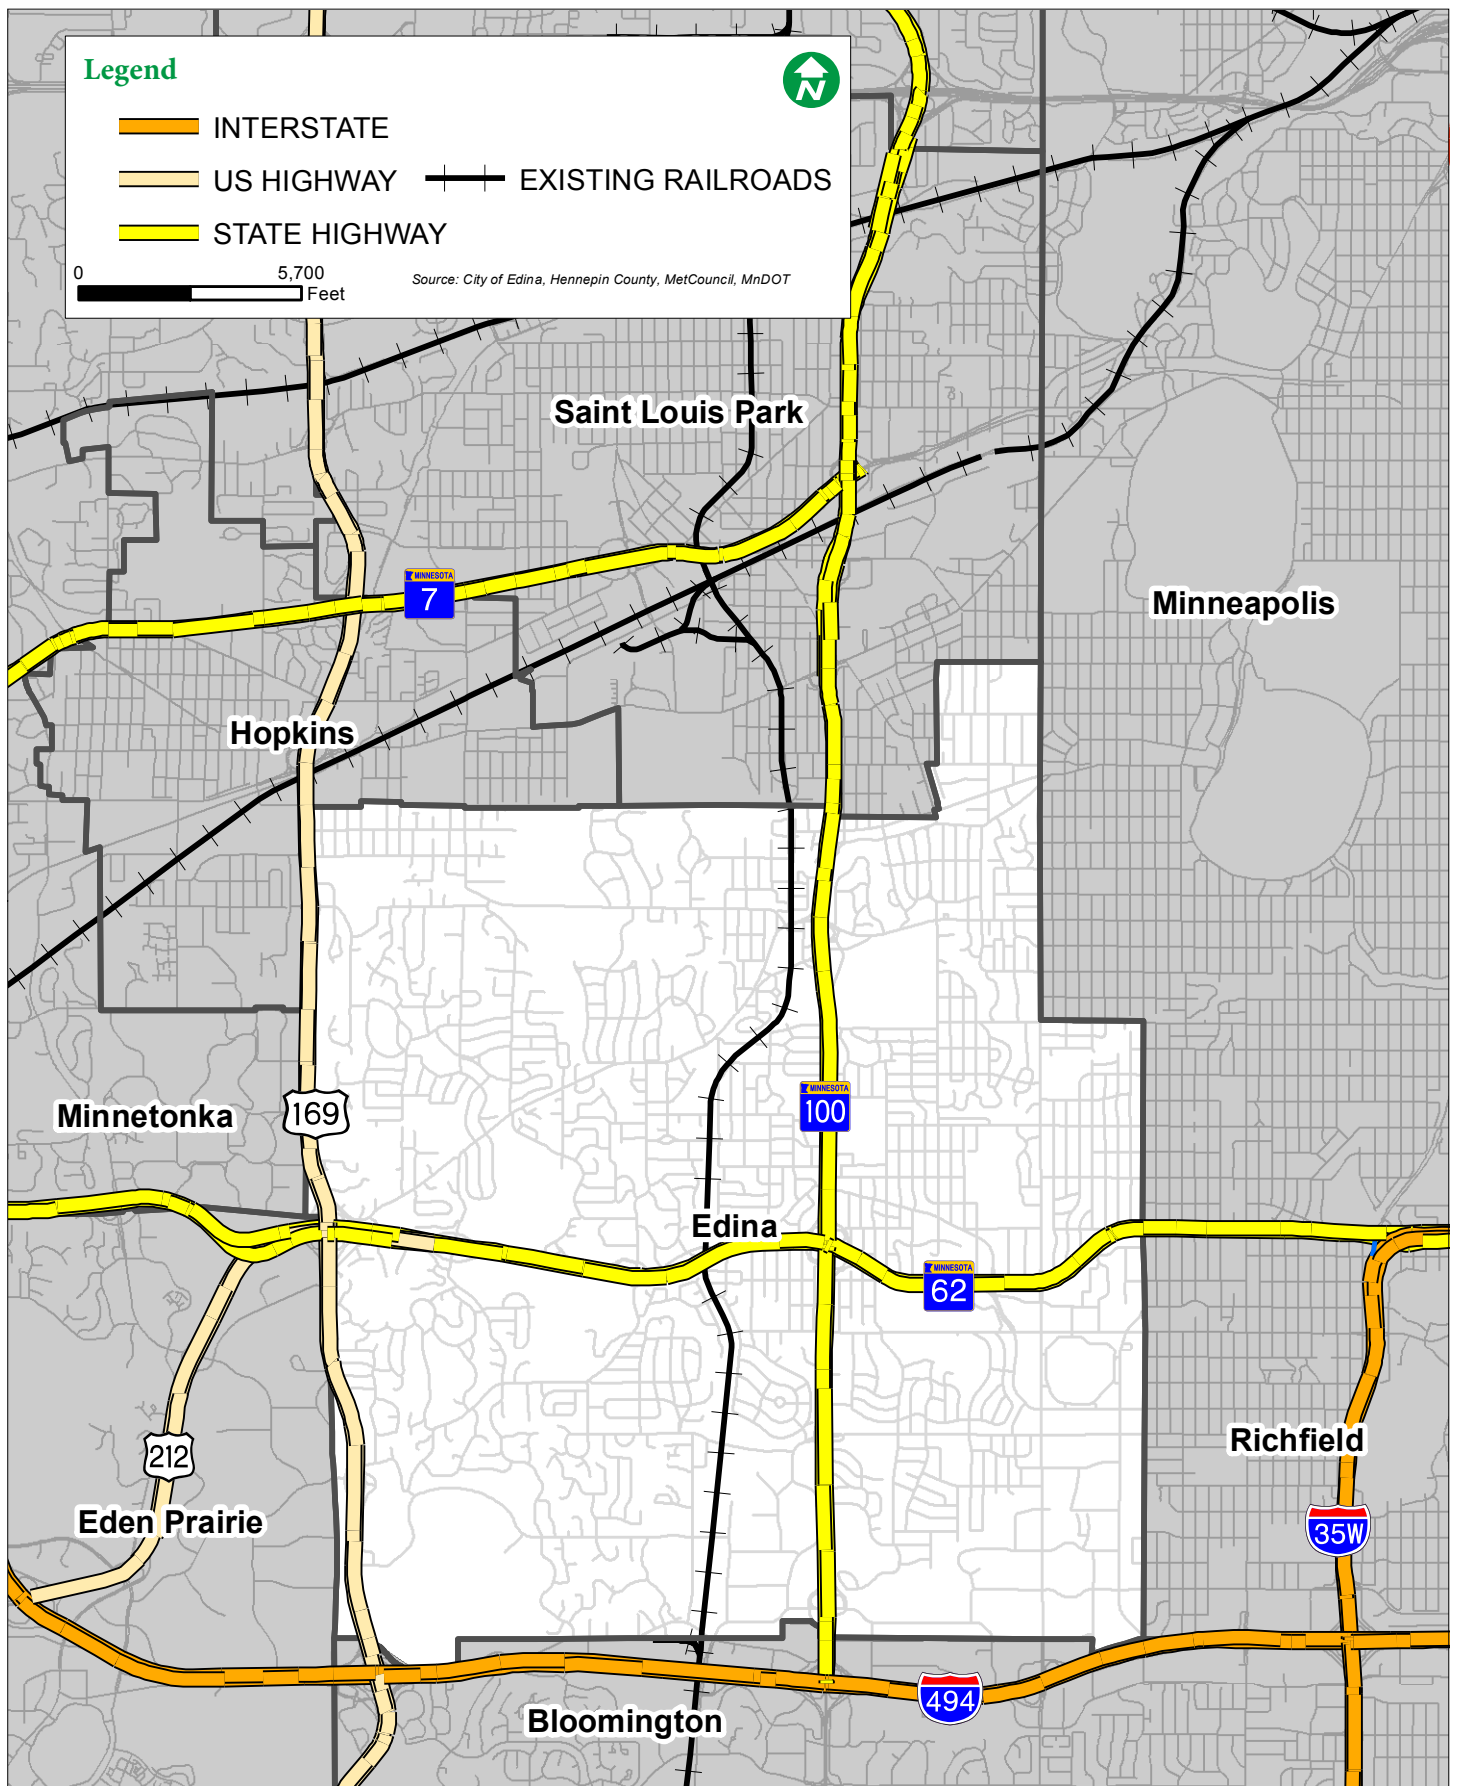 Legend
N
INTERSTATE
US HIGHWAY
EXISTING RAILROADS
STATE HIGHWAY
0 5,700
Feet
Source: City of Edina, Hennepin County, MetCouncil, MnDOT
Saint Louis Park
MINNESOTA
7
Minneapolis
Hopkins
MINNESOTA
100
169
Minnetonka
Edina
MINNESOTA
62
Richfield
212
Eden Prairie
35W
494
Bloomington